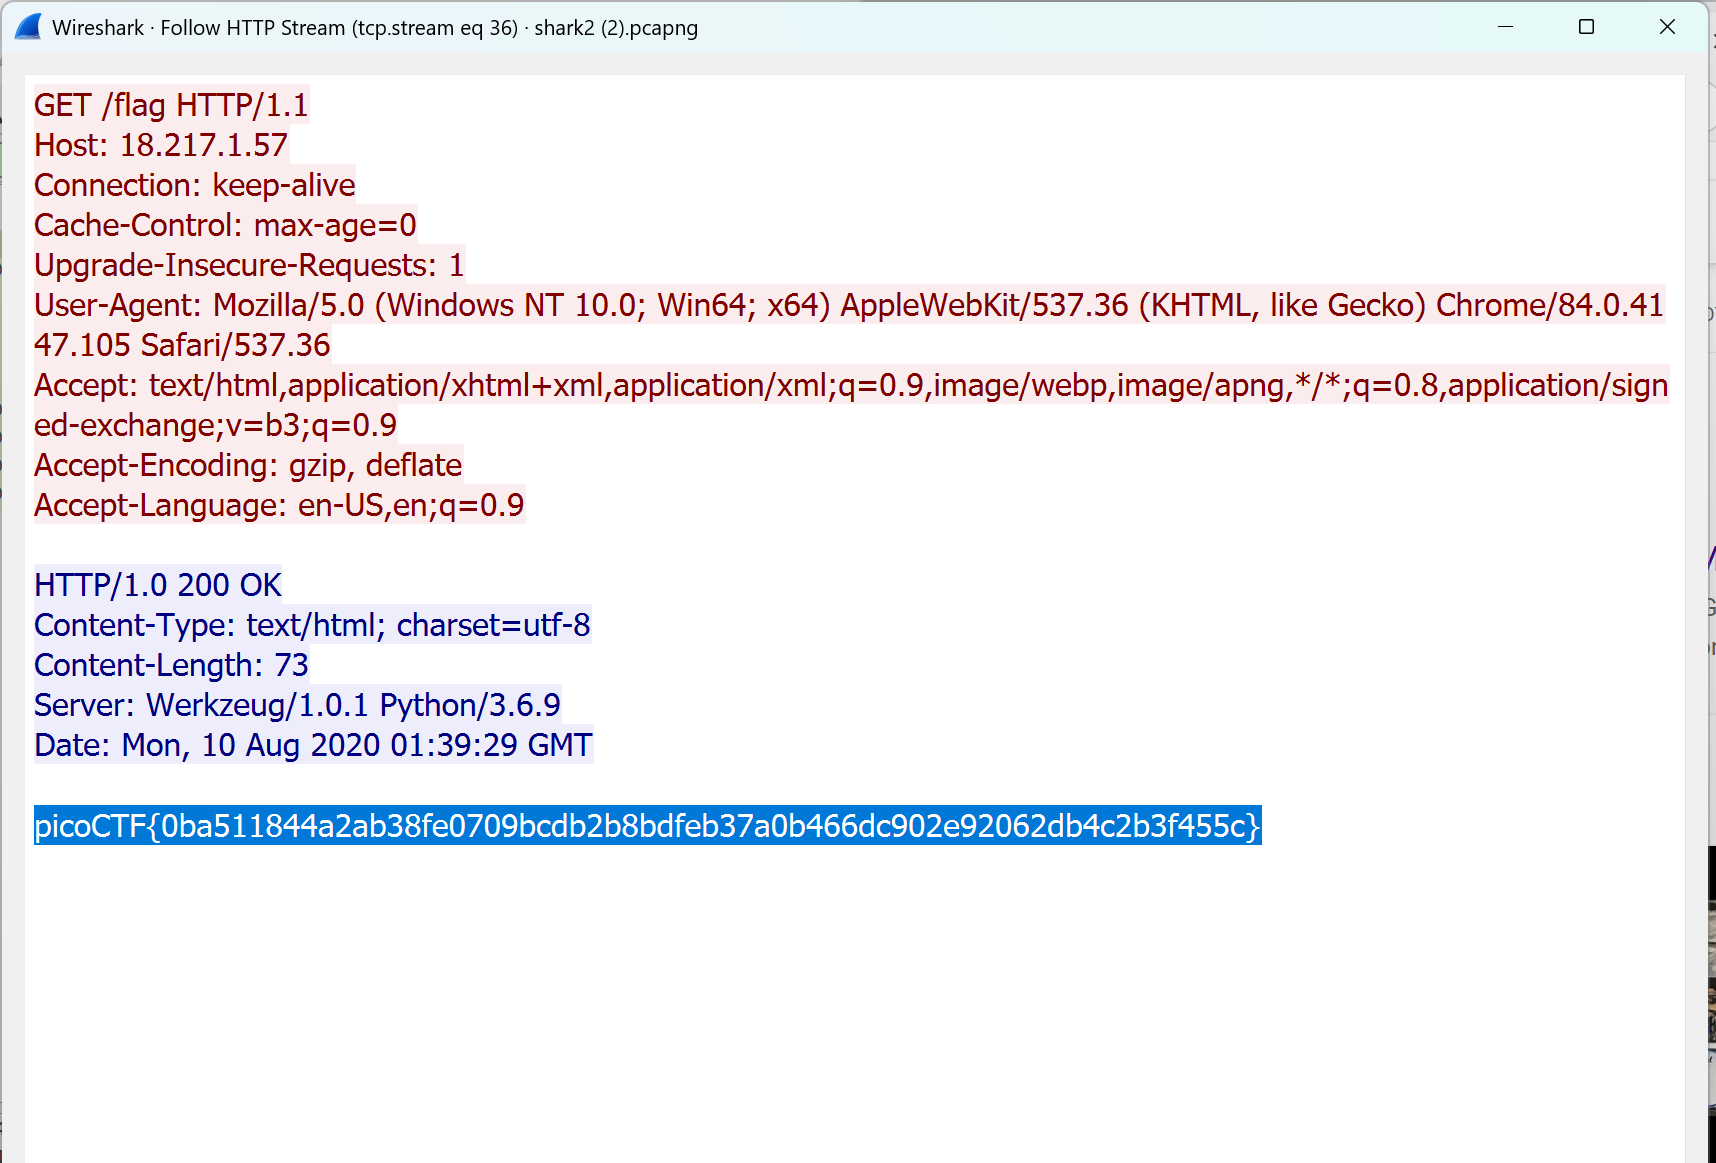 Wireshark · Follow HTTP Stream (tcp.stream eq 36) · shark2 (2).pcapng
GET /flag HTTP/1.1
Host: 18.217.1.57
Connection: keep-alive
Cache-Control: max-age=0
Upgrade-Insecure-Requests: 1
User-Agent: Mozilla/5.0 (Windows NT 10.0; Win64; x64) AppleWebKit/537.36 (KHTML, like Gecko) Chrome/84.0.41
47.105 Safari/537.36
Accept: text/html,application/xhtml+xml,application/xml;q=0.9,image/webp,image/apng,*/*;q=0.8,application/sign
ed-exchange;v=b3;q=0.9
Accept-Encoding: gzip, deflate
Accept-Language: en-US,en;q=0.9
HTTP/1.0 200 OK
Content-Type: text/html; charset=utf-8
Content-Length: 73
Server: Werkzeug/1.0.1 Python/3.6.9
Date: Mon, 10 Aug 2020 01:39:29 GMT
picoCTF{0ba511844a2ab38fe0709bcdb2b8bdfeb37a0b466dc902e92062db4c2b3f455c}